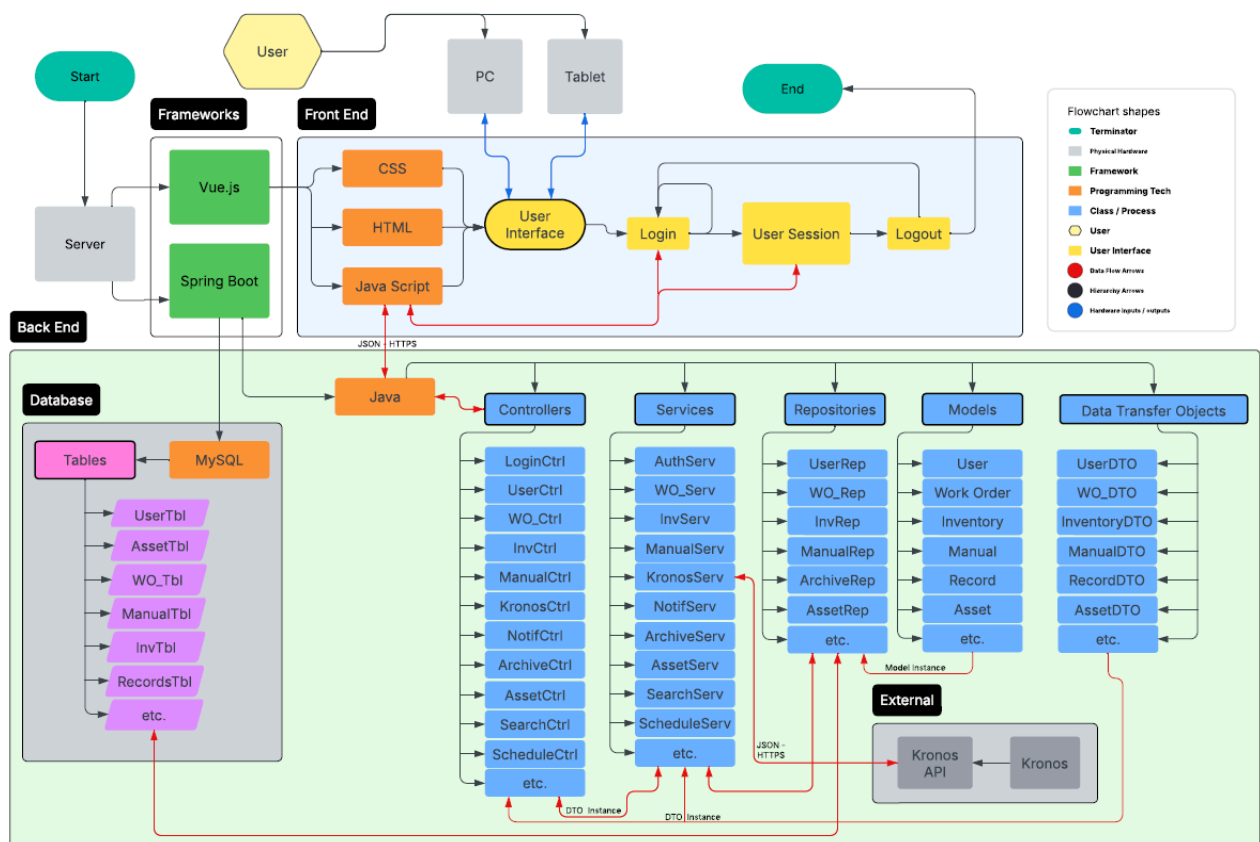 User
PC
Tablet
Start
End
Frameworks
Front End
Vue.js
Spring Boot
Server
CSS
HTML
Java Script
User
Interface
Login
User Session
Logout
Flowchart shapes
Terminator
Physical Hardware
Framework
Programming Tech
Class / Process
User
User Interface
Data Flow Arrows
Hierarchy Arrows
Hardware inputs / outputs
Back End
JSON - HTTPS
Java
Database
Tables
MySQL
UserTbl
AssetTbl
WO_Tbl
ManualTbl
InvTbl
RecordsTbl
etc.
Controllers
LoginCtrl
UserCtrl
WO_Ctrl
InvCtrl
ManualCtrl
KronosCtrl
NotifCtrl
ArchiveCtrl
AssetCtrl
SearchCtrl
ScheduleCtrl
etc.
Services
AuthServ
WO_Serv
InvServ
ManualServ
KronosServ
NotifServ
ArchiveServ
AssetServ
SearchServ
ScheduleServ
etc.
Repositories
UserRep
WO_Rep
InvRep
ManualRep
ArchiveRep
AssetRep
etc.
Models
User
Work Order
Inventory
Manual
Record
Asset
etc.
Data Transfer Objects
UserDTO
WO_DTO
InventoryDTO
ManualDTO
RecordDTO
AssetDTO
etc.
Model Instance
External
JSON -
HTTPS
Kronos
API
Kronos
DTO Instance
DTO Instance